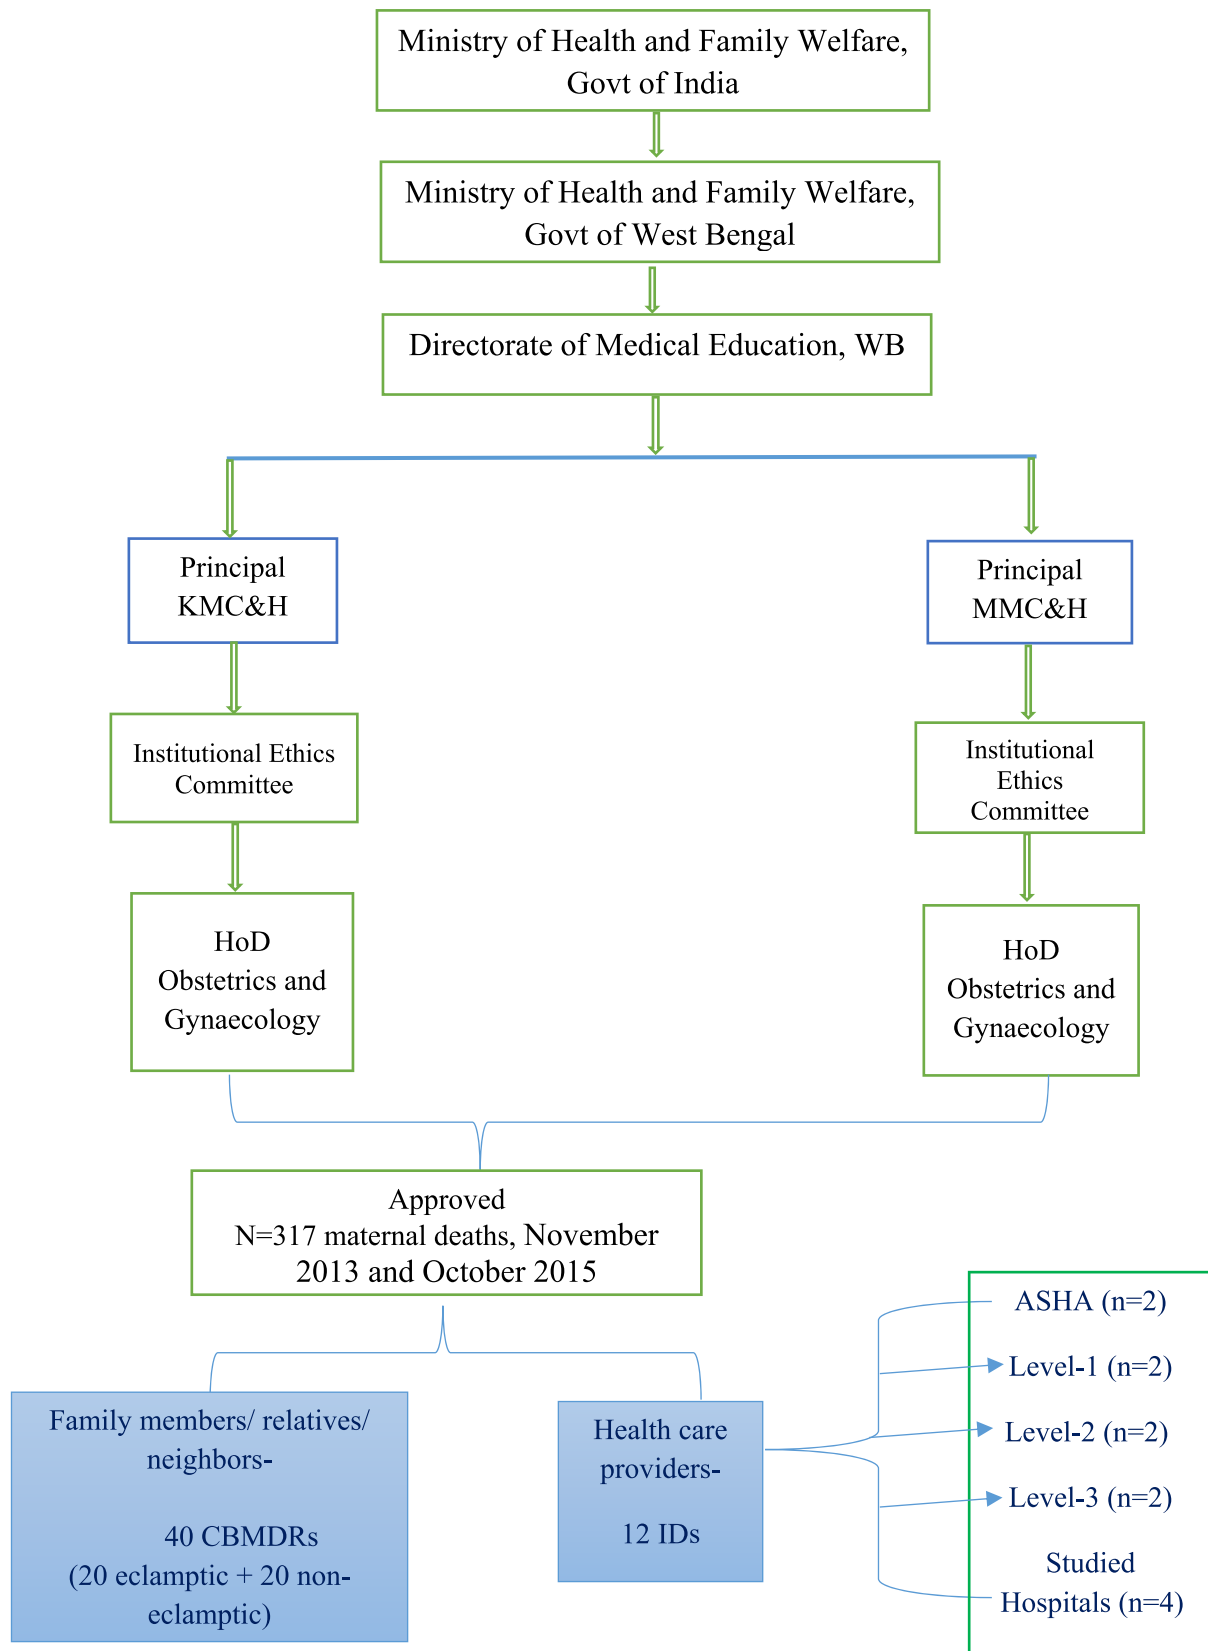 Ministry of Health and Family Welfare,
Govt of India
Ministry of Health and Family Welfare,
Govt of West Bengal
Directorate of Medical Education, WB
Principal
KMC&H
Principal
MMC&H
Institutional Ethics
Committee
Institutional
Ethics
Committee
HoD
Obstetrics and
Gynaecology
HoD
Obstetrics and
Gynaecology
Approved
N=317 maternal deaths, November
2013 and October 2015
Family members/ relatives/
neighbors-
40 CBMDRs
(20 eclamptic + 20 non-
eclamptic)
Health care
providers-
12 IDs
ASHA (n=2)
Level-1 (n=2)
Level-2 (n=2)
Level-3 (n=2)
Studied
Hospitals (n=4)